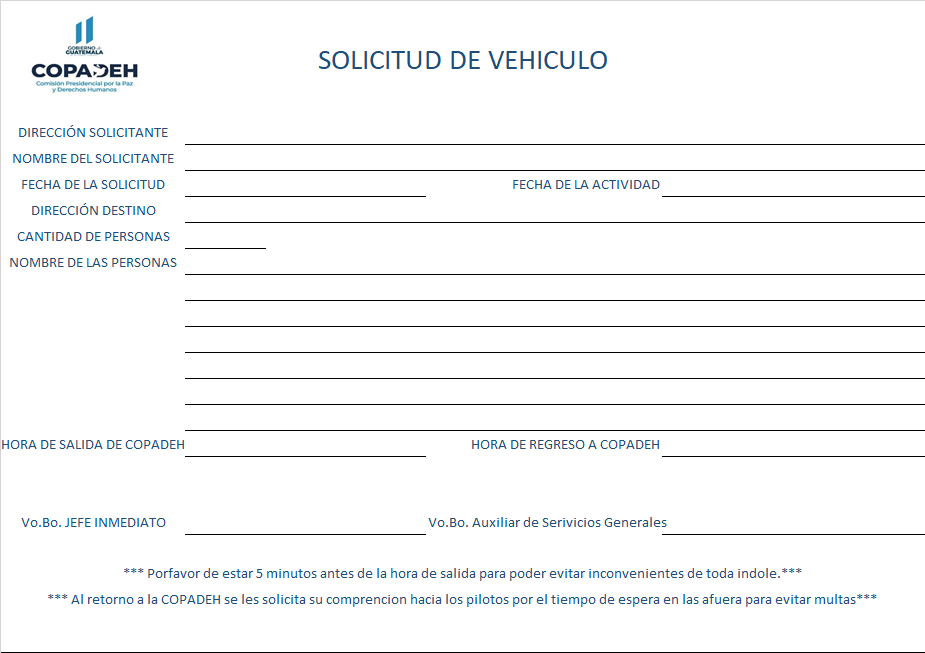 GOBIERNO de
GUATEMALA
COPADEH
Comisión Presidencial por la Paz
y Derechos Humanos
SOLICITUD DE VEHICULO
DIRECCIÓN SOLICITANTE
NOMBRE DEL SOLICITANTE
FECHA DE LA SOLICITUD FECHA DE LA ACTIVIDAD
DIRECCIÓN DESTINO
CANTIDAD DE PERSONAS
NOMBRE DE LAS PERSONAS
HORA DE SALIDA DE COPADEH HORA DE REGRESO A COPADEH
Vo.Bo. JEFE INMEDIATO Vo.Bo. Auxiliar de Serivicios Generales
*** Porfavor de estar 5 minutos antes de la hora de salida para poder evitar inconvenientes de toda indole.***
*** Al retorno a la COPADEH se les solicita su comprencion hacia los pilotos por el tiempo de espera en las afuera para evitar multas***